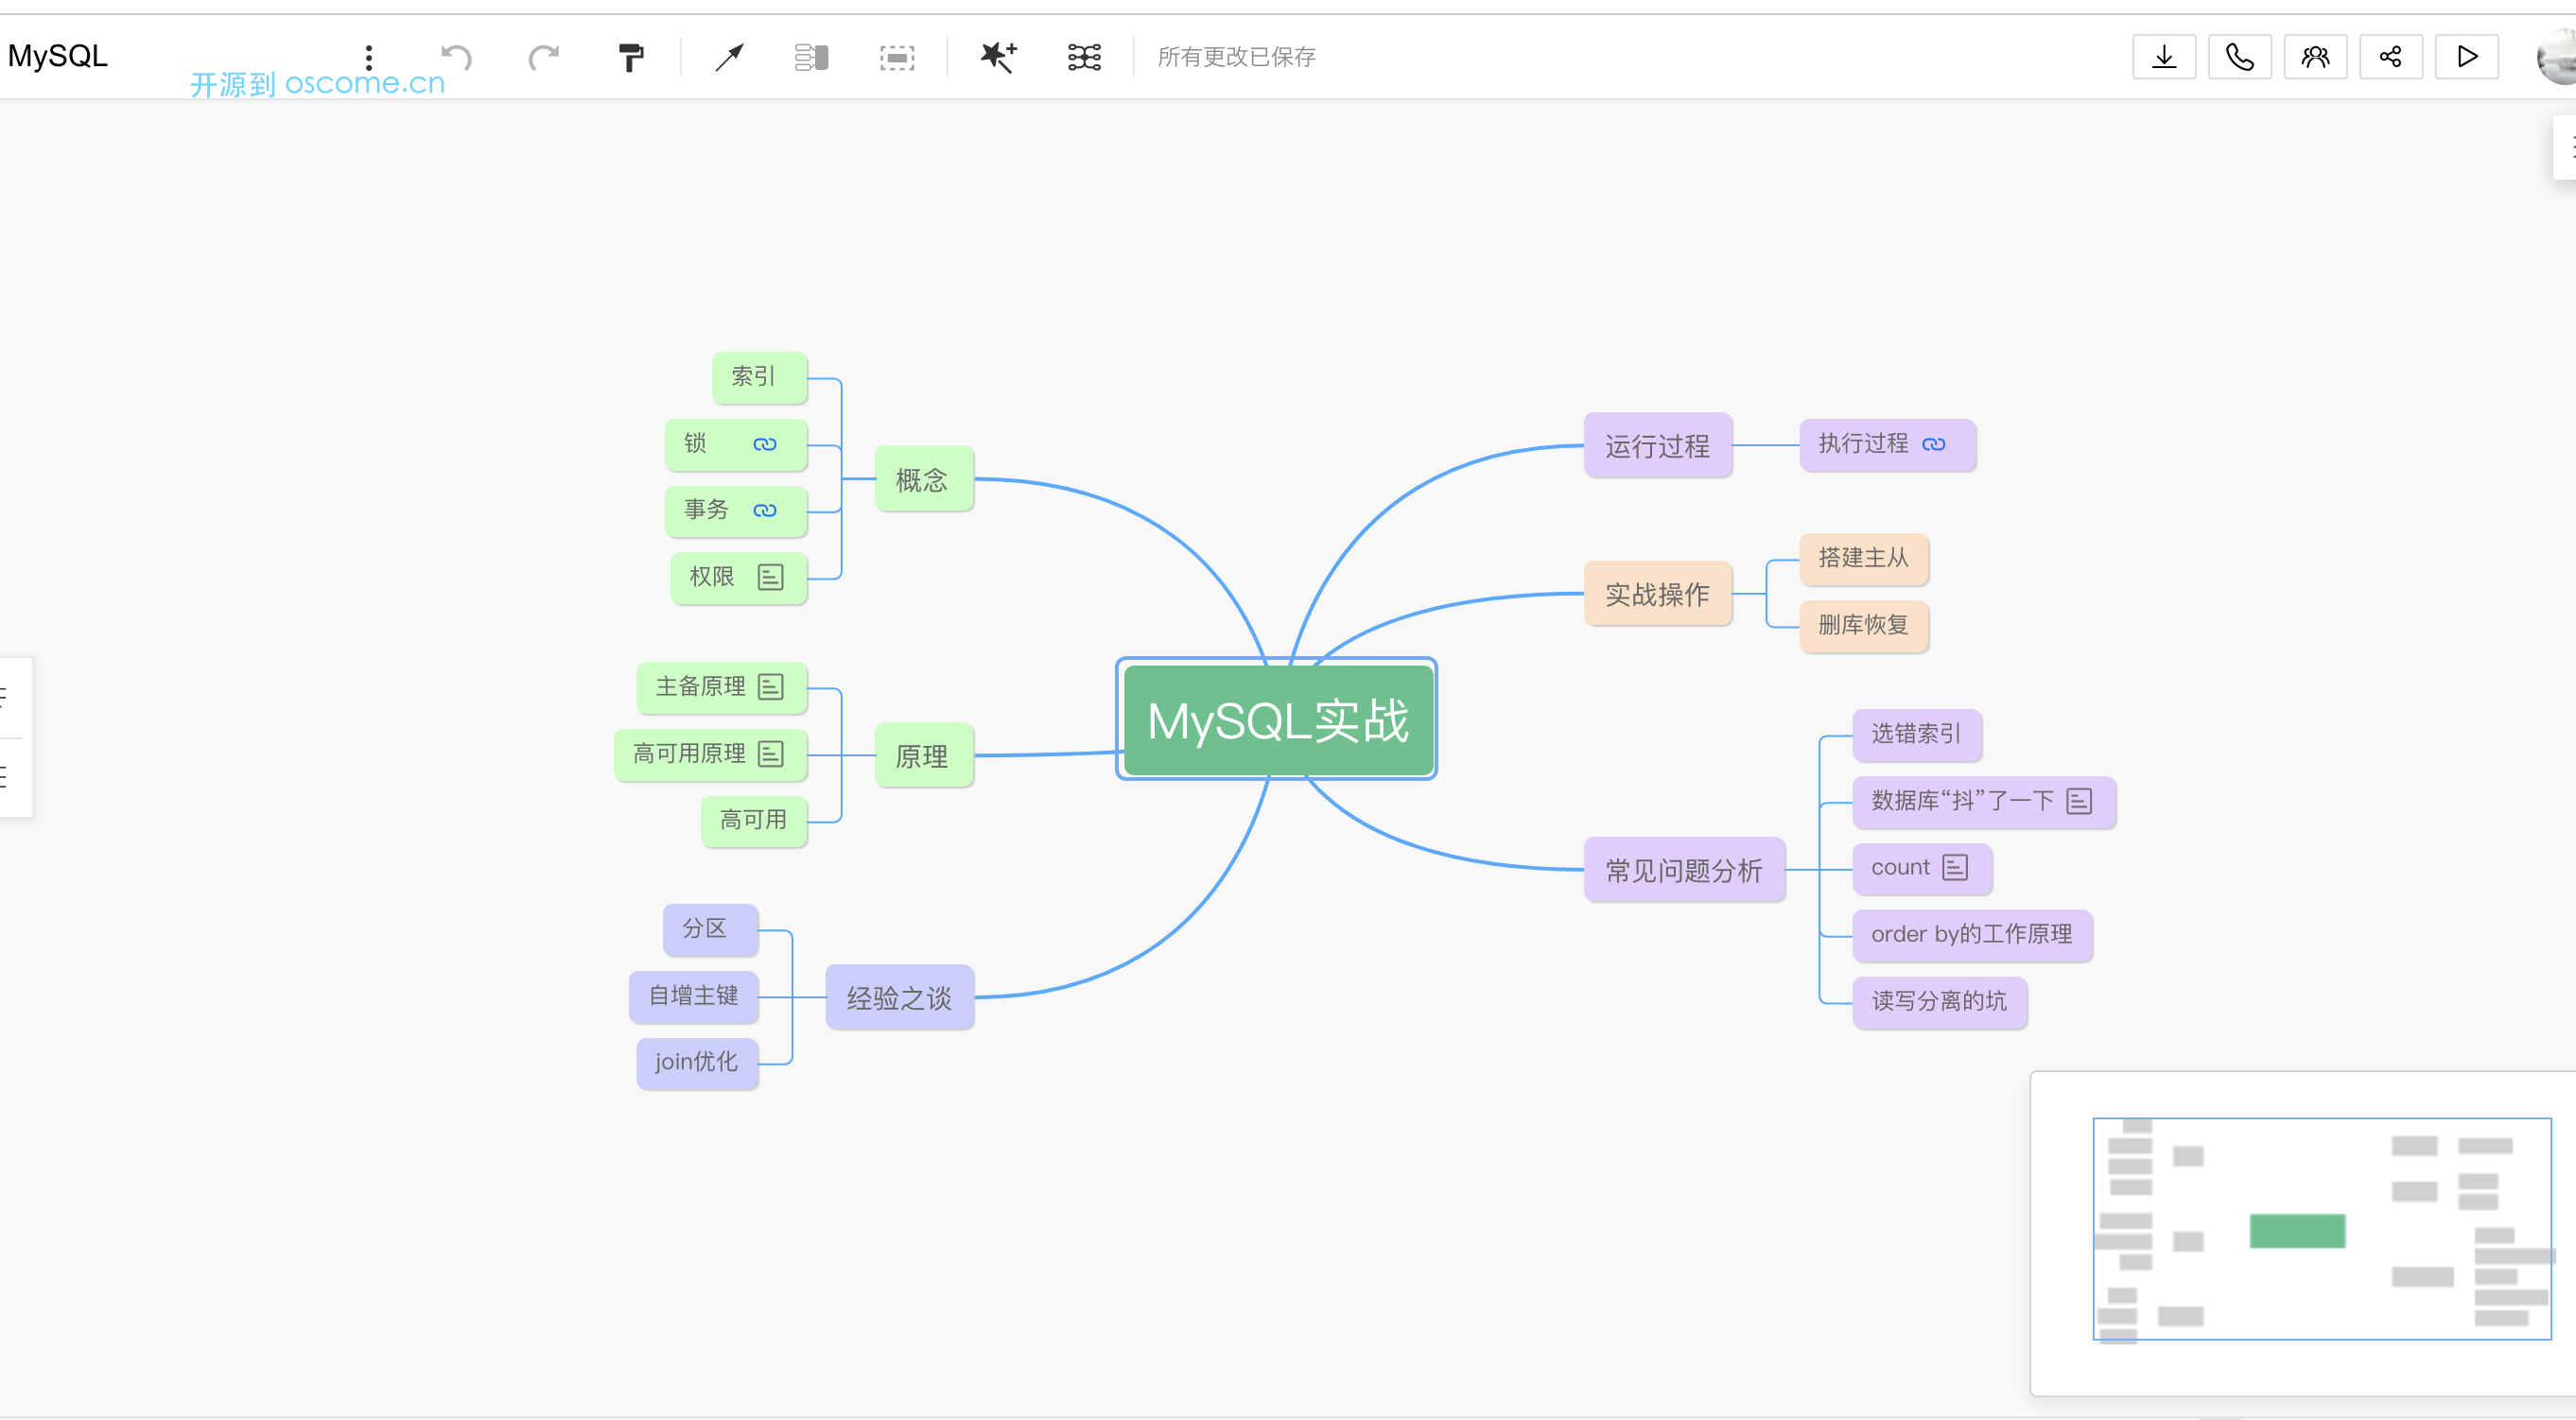 MySQL
所有更改已保存
开源到 oscome.cn
索引
锁
事务
权限
概念
主备原理
高可用原理
高可用
原理
分区
自增主键
join优化
经验之谈
MySQL实战
运行过程
执行过程
实战操作
搭建主从
删库恢复
常见问题分析
选错索引
数据库“抖”了一下
count
order by的工作原理
读写分离的坑